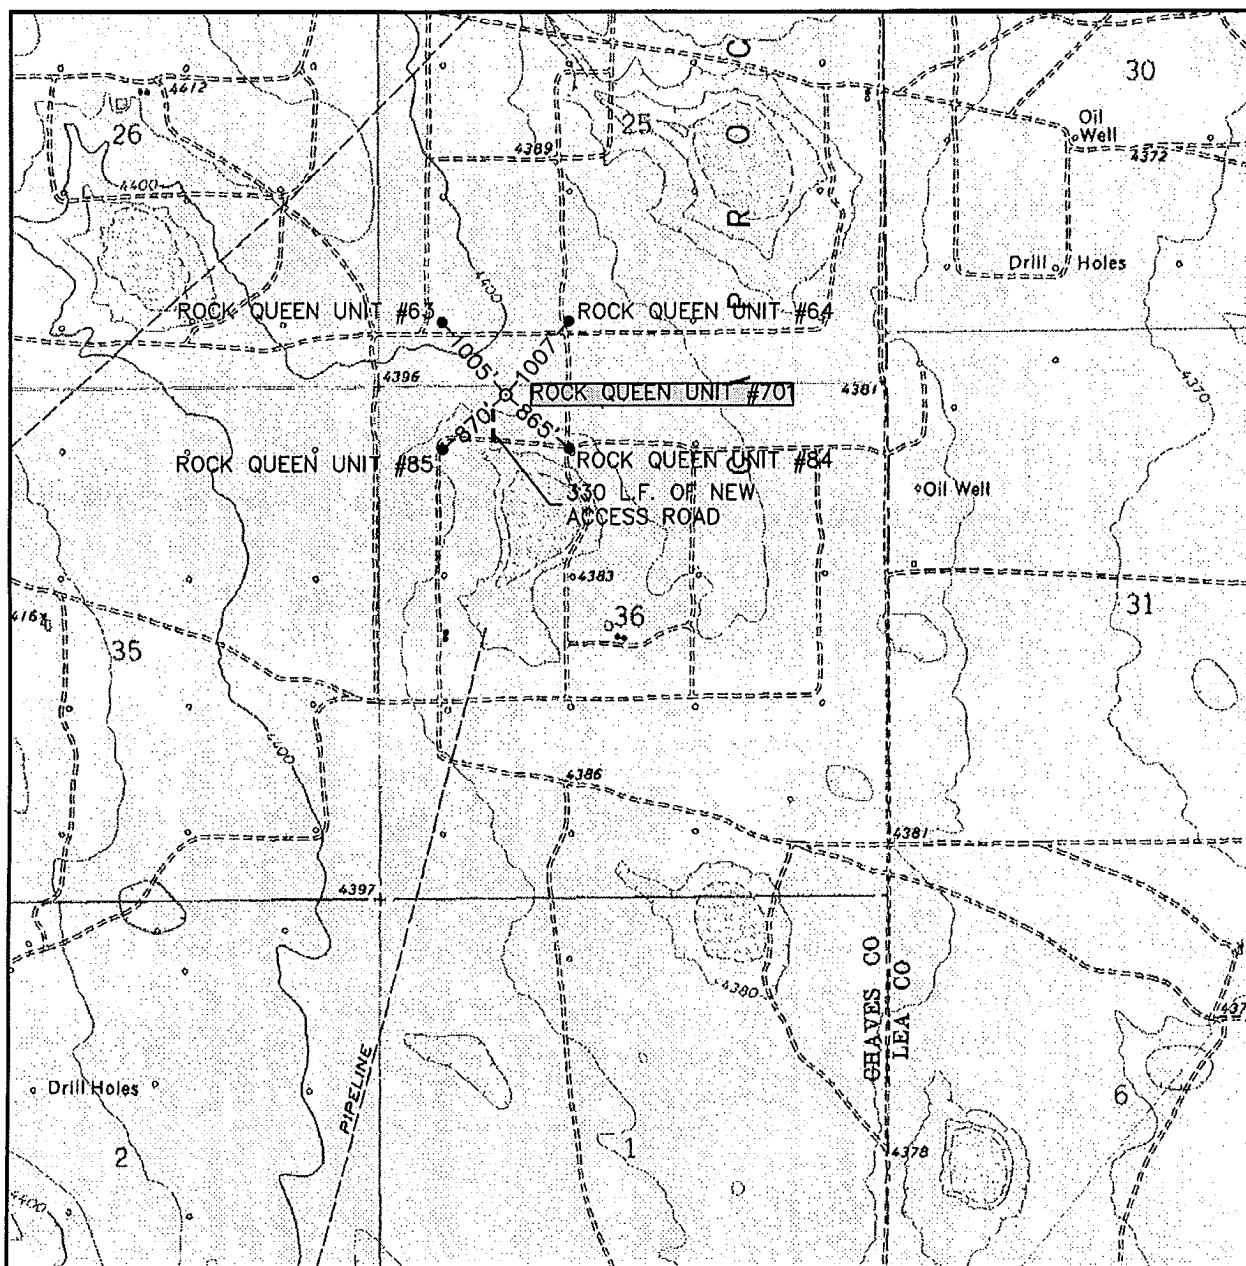 C
O
R
P
A
C
30
4412
26
25
Oil
Well
4389
4372
4400
Drill Holes
4400
ROCK QUEEN UNIT #63
ROCK QUEEN UNIT #64
1005'
1007'
4370
4396
ROCK QUEEN UNIT #701
4381
870'
865'
ROCK QUEEN UNIT #85
ROCK QUEEN UNIT #84
Oil Well
330 L.F. OF NEW
ACCESS ROAD
4383
36
31
35
4400
4386
4381
4397
4380
CHAVES CO
LEA CO
PIPELINE
Drill Holes
6
2
1
4378
4400